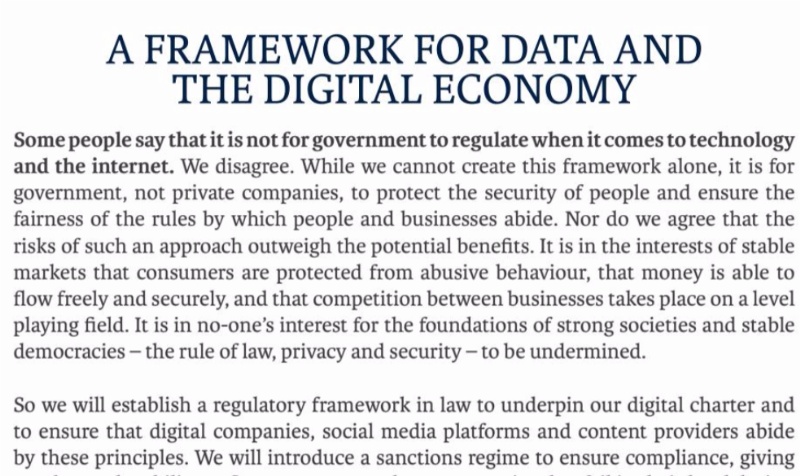 A FRAMEWORK FOR DATA AND
THE DIGITAL ECONOMY
Some people say that it is not for government to regulate when it comes to technology
and the internet. We disagree. While we cannot create this framework alone, it is for
government, not private companies, to protect the security of people and ensure the
fairness of the rules by which people and businesses abide. Nor do we agree that the
risks of such an approach outweigh the potential benefits. It is in the interests of stable
markets that consumers are protected from abusive behaviour, that money is able to
flow freely and securely, and that competition between businesses takes place on a level
playing field. It is in no-one’s interest for the foundations of strong societies and stable
democracies – the rule of law, privacy and security – to be undermined.
So we will establish a regulatory framework in law to underpin our digital charter and
to ensure that digital companies, social media platforms and content providers abide
by these principles. We will introduce a sanctions regime to ensure compliance, giving